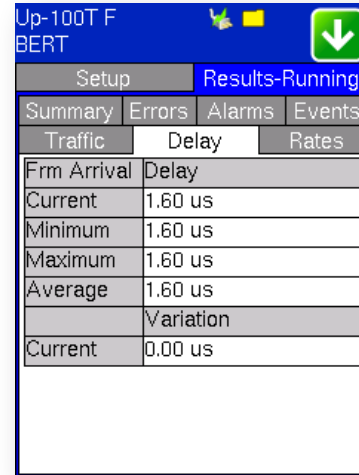 Up-100T F
BERT
Setup Results-Running
Summary Errors Alarms Events
Traffic Delay Rates
Frm Arrival Delay
Current 1.60 us
Minimum 1.60 us
Maximum 1.60 us
Average 1.60 us
Variation
Current 0.00 us